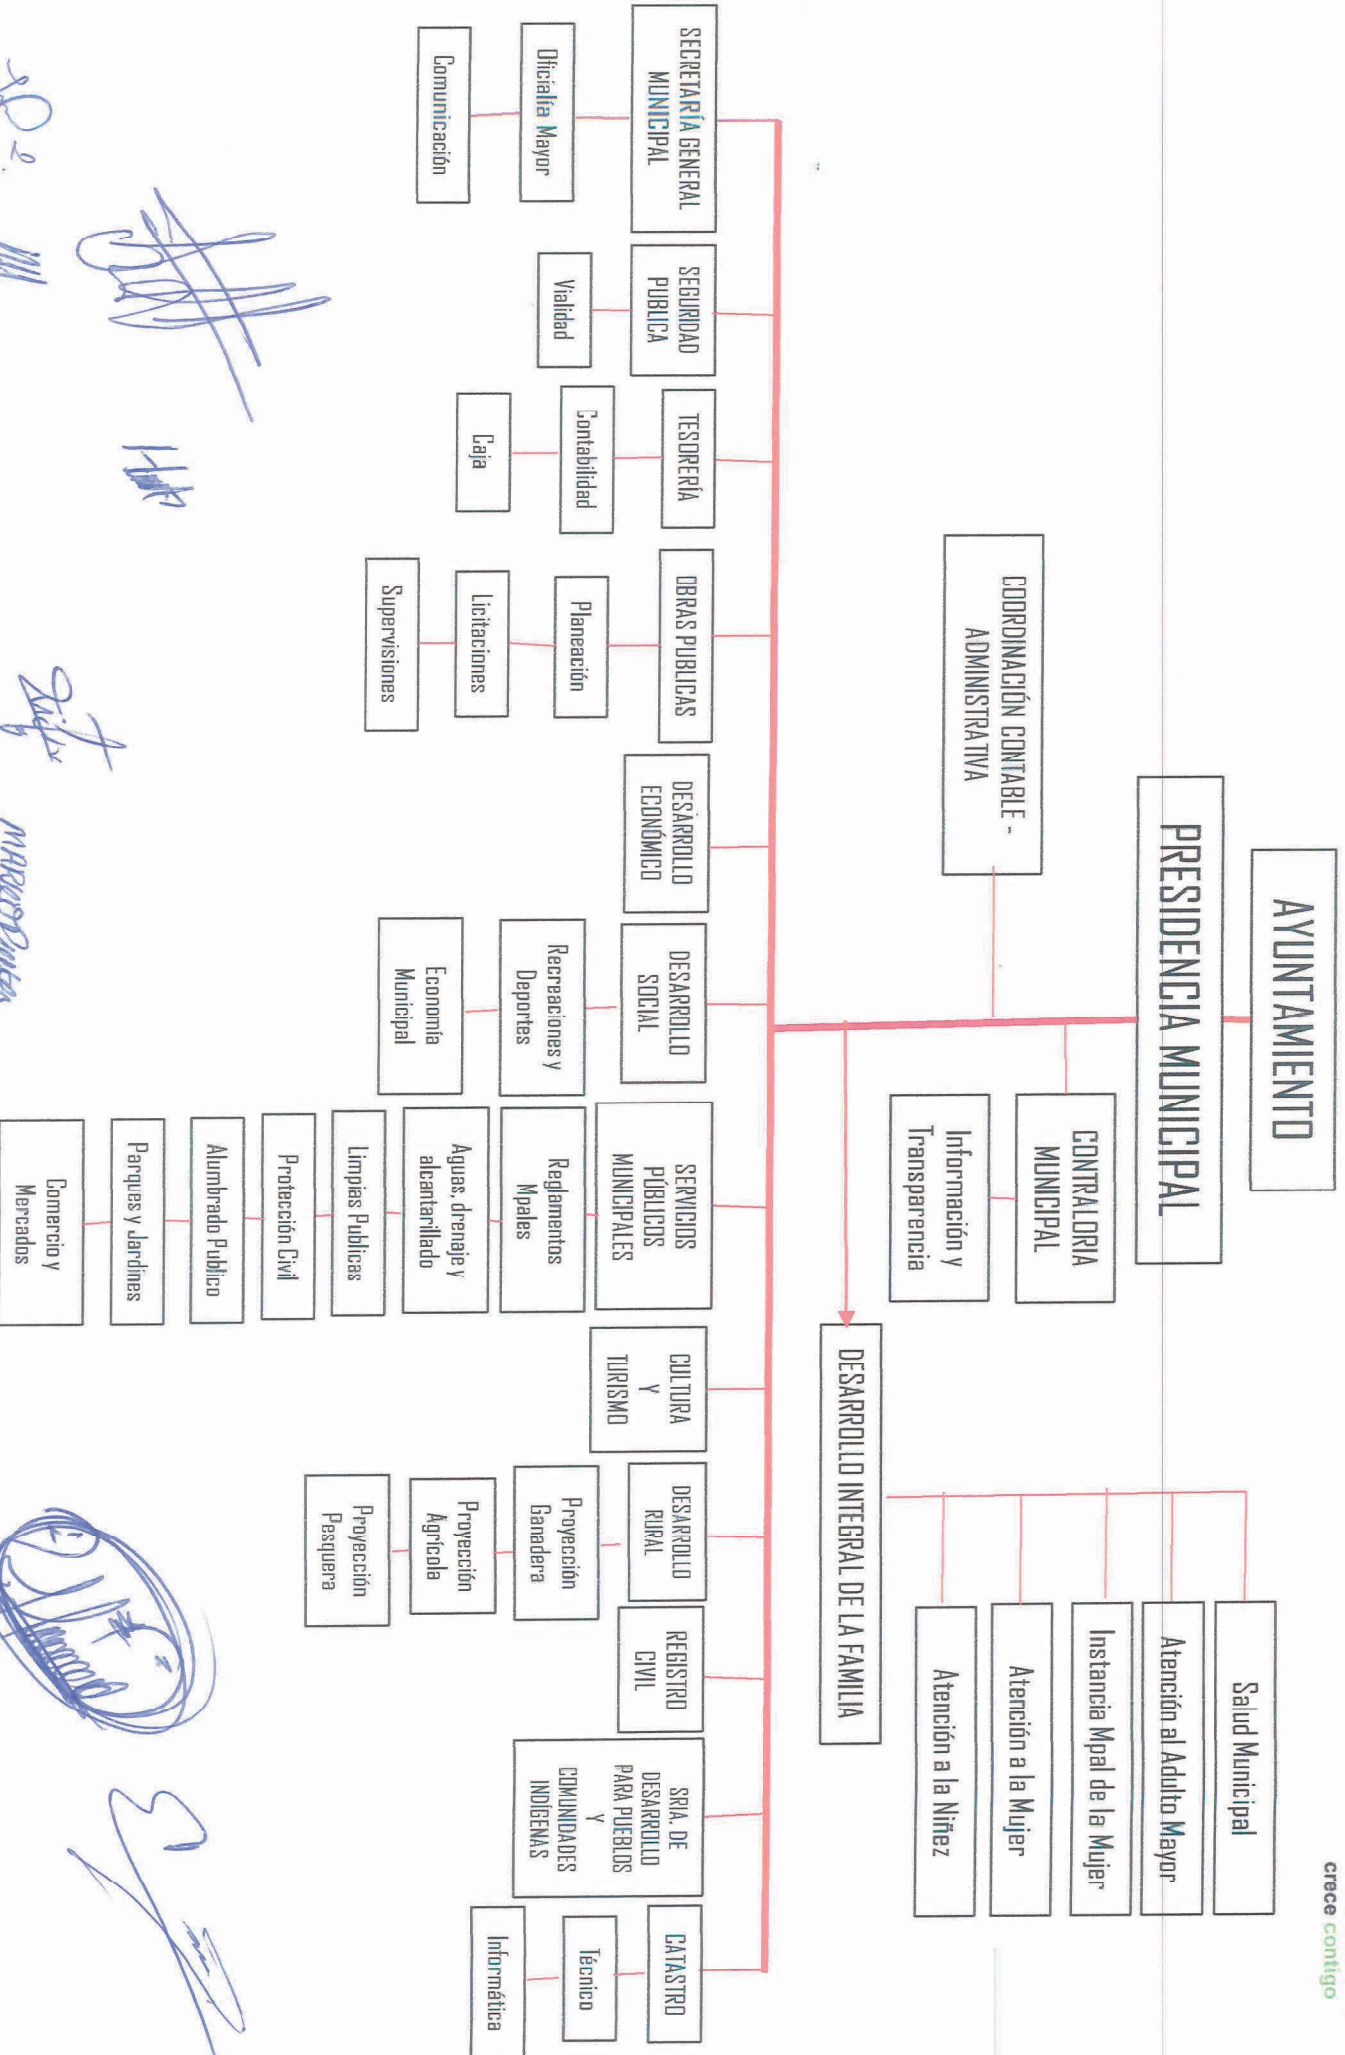 crece contigo
AYUNTAMIENTO
PRESIDENCIA MUNICIPAL
CONTRALORIA
MUNICIPAL
Información y
Transparencia
COORDINACIÓN CONTABLE -
ADMINISTRATIVA
Salud Municipal
Atención al Adulto Mayor
Instancia Mpal de la Mujer
Atención a la Mujer
Atención a la Niñez
DESARROLLO INTEGRAL DE LA FAMILIA
SECRETARÍA GENERAL
MUNICIPAL
Oficialía Mayor
Comunicación
SEGURIDAD
PUBLICA
Vialidad
TESORERÍA
Contabilidad
Caja
OBRAS PUBLICAS
Planeación
Licitaciones
Supervisiones
DESARROLLO
ECONÓMICO
DESARROLLO
SOCIAL
Recreaciones y
Deportes
Economía
Municipal
SERVICIOS
PÚBLICOS
MUNICIPALES
Reglamentos
Mpales
Aguas, drenaje y
alcantarillado
Limpias Publicas
Protección Civil
Alumbrado Publico
Parques y Jardines
Comercio y
Mercados
CULTURA
Y
TURISMO
DESARROLLO
RURAL
Proyección
Ganadera
Proyección
Agrícola
Proyección
Pesquera
REGISTRO
CIVIL
SRIA. DE
DESARROLLO
PARA PUEBLOS
Y
COMUNIDADES
INDÍGENAS
CATASTRO
Técnico
Informática